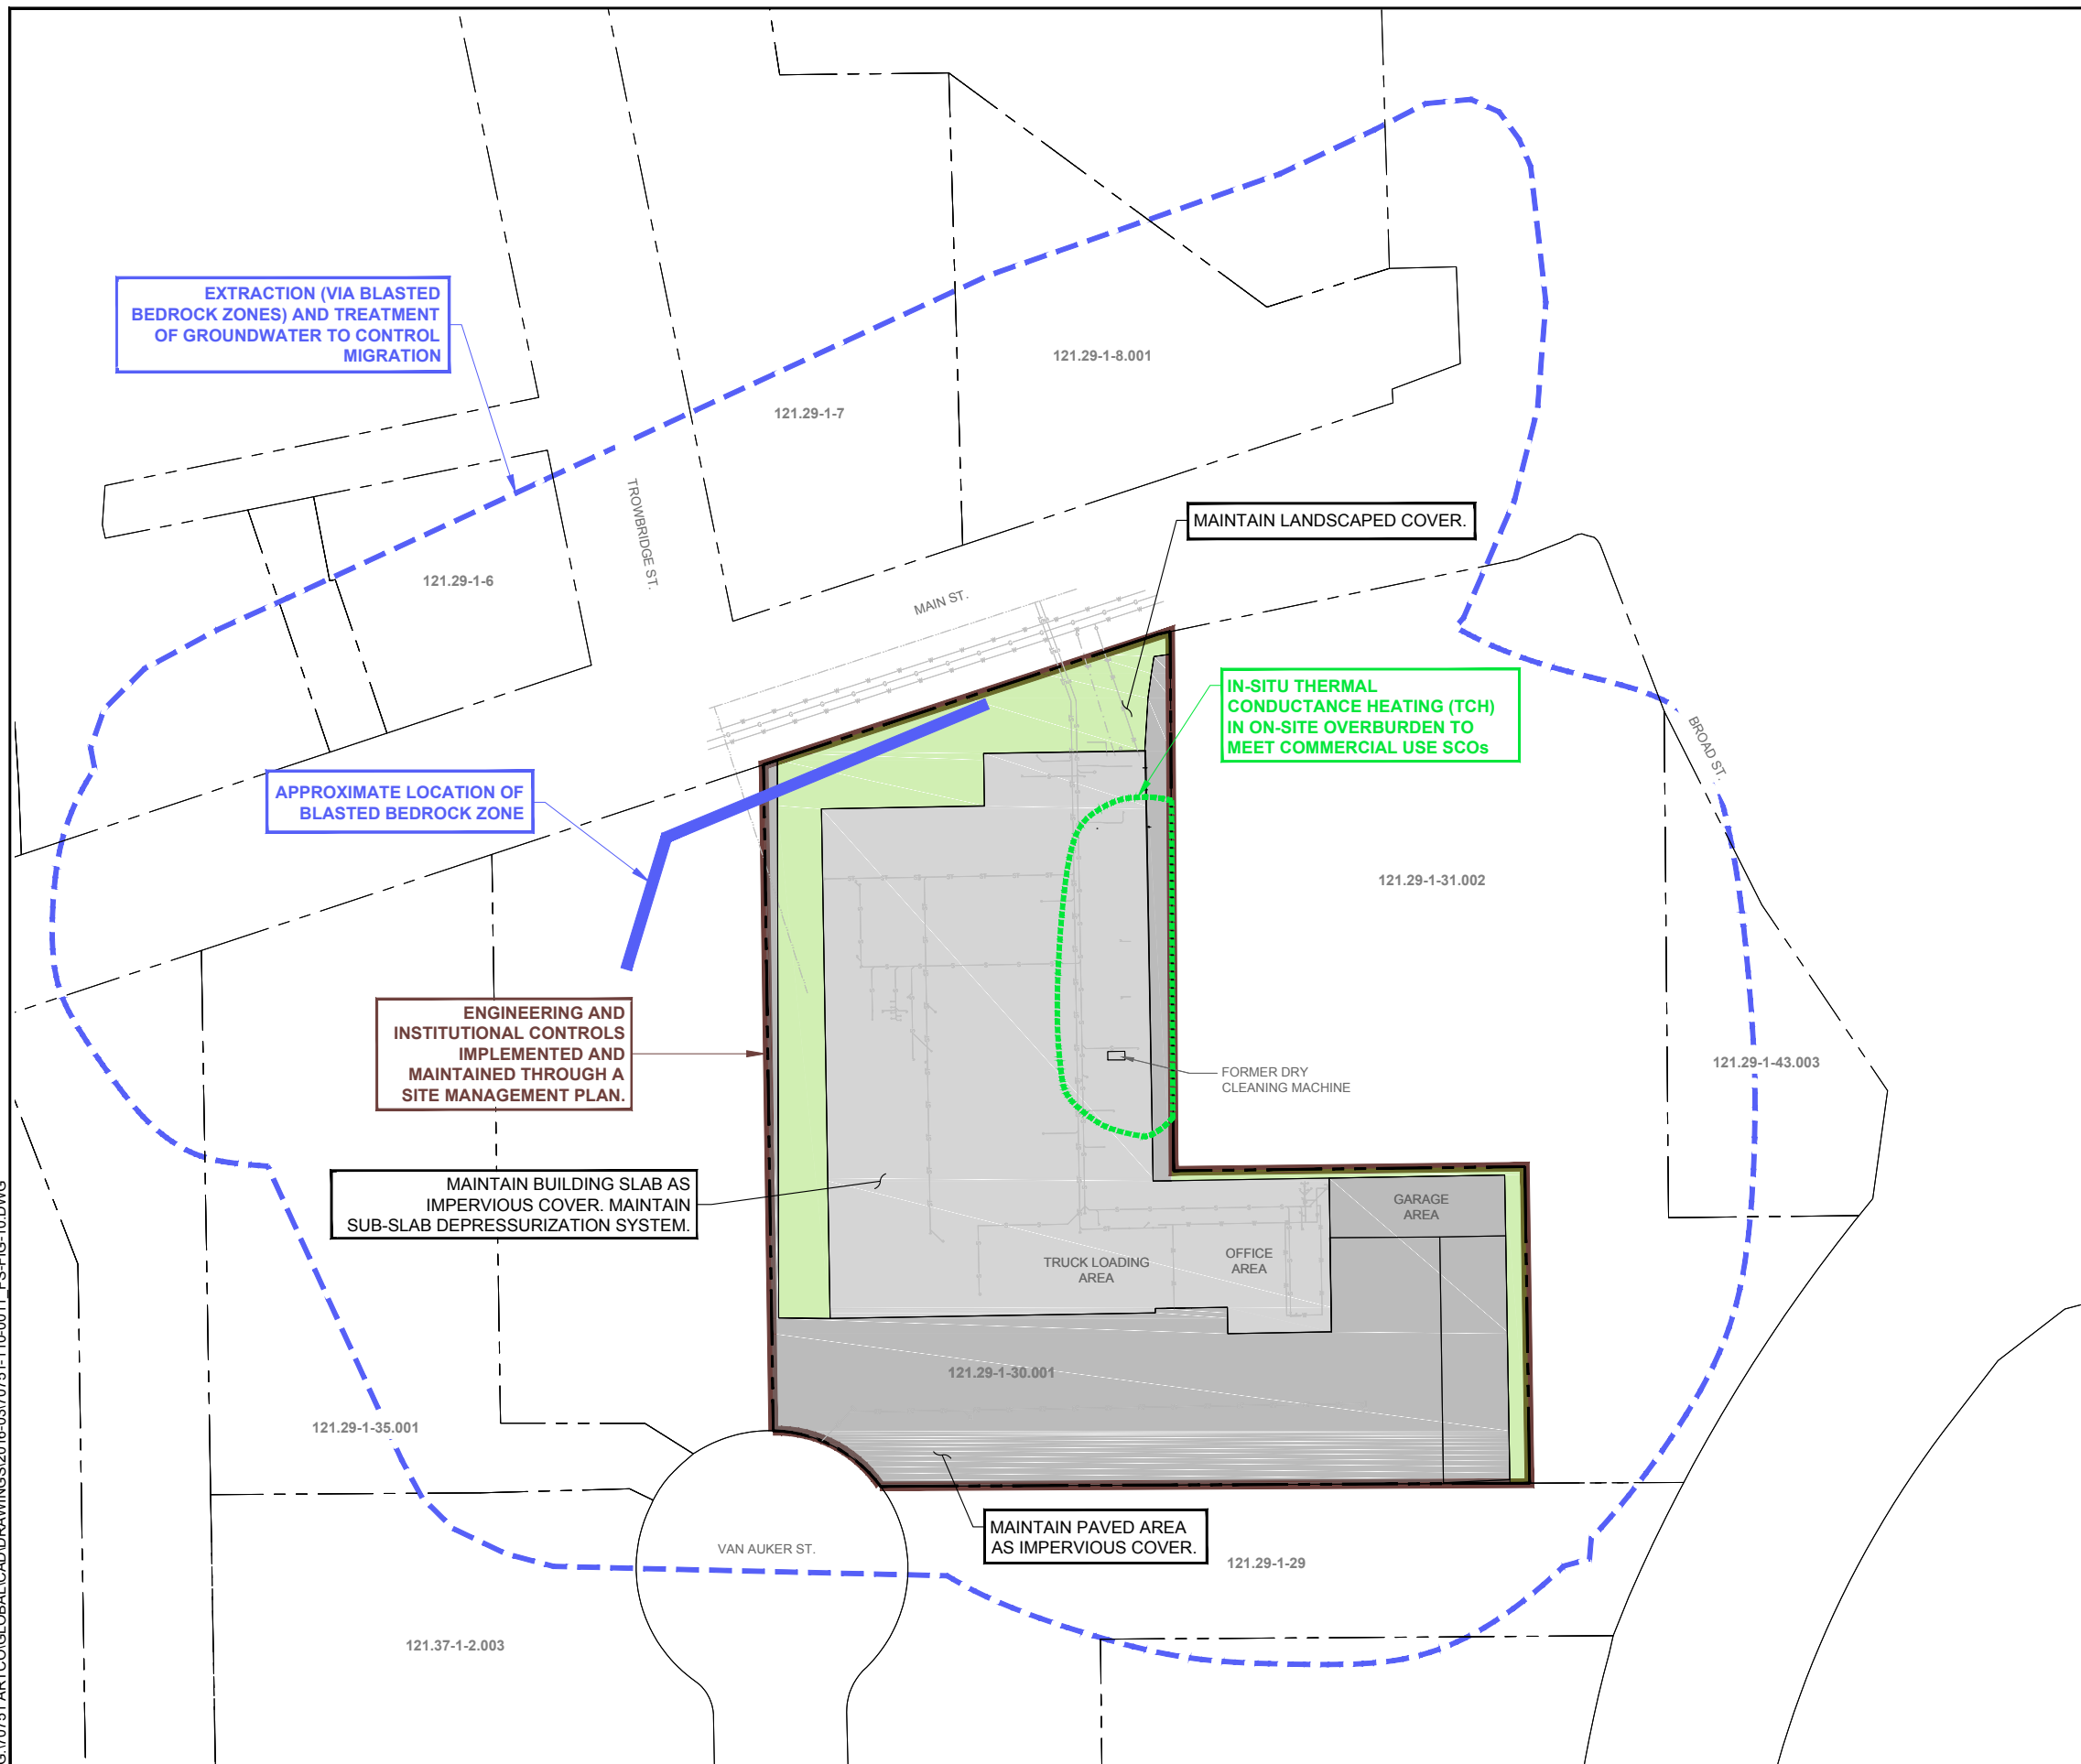 EXTRACTION (VIA BLASTED
BEDROCK ZONES) AND TREATMENT
OF GROUNDWATER TO CONTROL
MIGRATION
121.29-1-8.001
121.29-1-7
TROWBRIDGE ST.
MAINTAIN LANDSCAPED COVER.
121.29-1-6
MAIN ST.
IN-SITU THERMAL
CONDUCTANCE HEATING (TCH)
IN ON-SITE OVERBURDEN TO
MEET COMMERCIAL USE SCOs
BROAD ST.
APPROXIMATE LOCATION OF
BLASTED BEDROCK ZONE
121.29-1-31.002
ENGINEERING AND
INSTITUTIONAL CONTROLS
IMPLEMENTED AND
MAINTAINED THROUGH A
SITE MANAGEMENT PLAN.
FORMER DRY
CLEANING MACHINE
121.29-1-43.003
MAINTAIN BUILDING SLAB AS
IMPERVIOUS COVER. MAINTAIN
SUB-SLAB DEPRESSURIZATION SYSTEM.
GARAGE
AREA
TRUCK LOADING
AREA
OFFICE
AREA
121.29-1-30.001
121.29-1-35.001
MAINTAIN PAVED AREA
AS IMPERVIOUS COVER.
VAN AUKER ST.
121.29-1-29
121.37-1-2.003